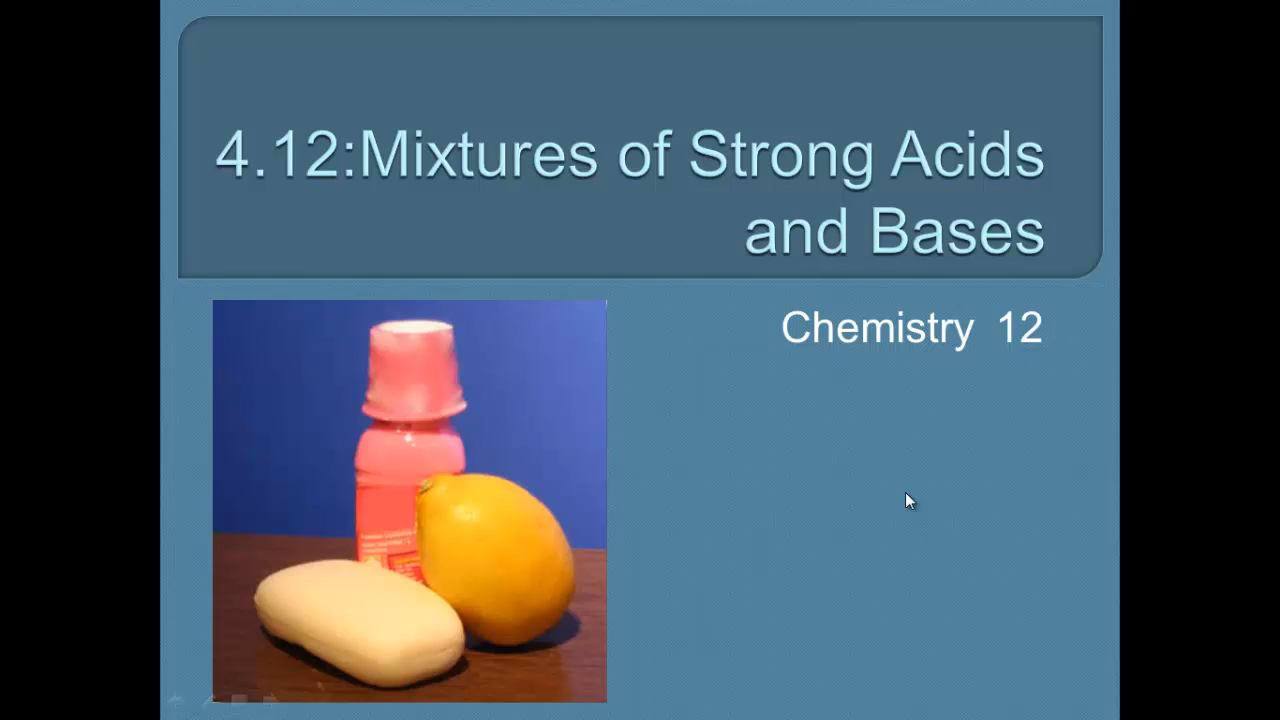 4.12:Mixtures of Strong Acids
and Bases
Chemistry 12